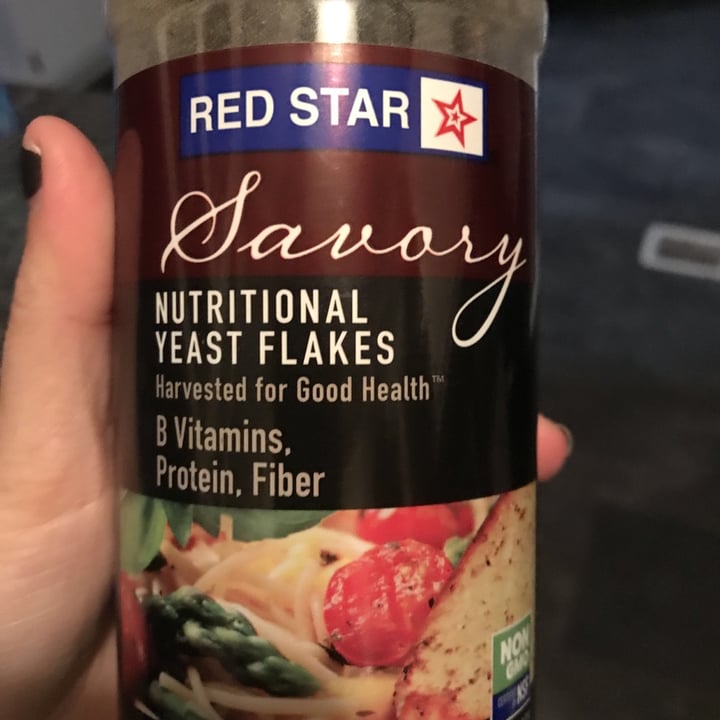 RED STAR
Savory
NUTRITIONAL
YEAST FLAKES
Harvested for Good Health™
B Vitamins,
Protein, Fiber
NON
GMO